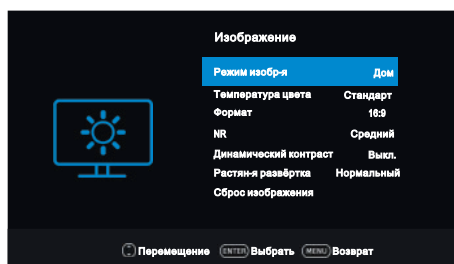 Изображение
Режим изобр-я Дом
Температура цвета Стандарт
Формат 16:9
NR Средний
Динамический контраст Выкл.
Растян-я развёртка Нормальный
Сброс изображения
Перемещение ENTER Выбрать MENU Возврат